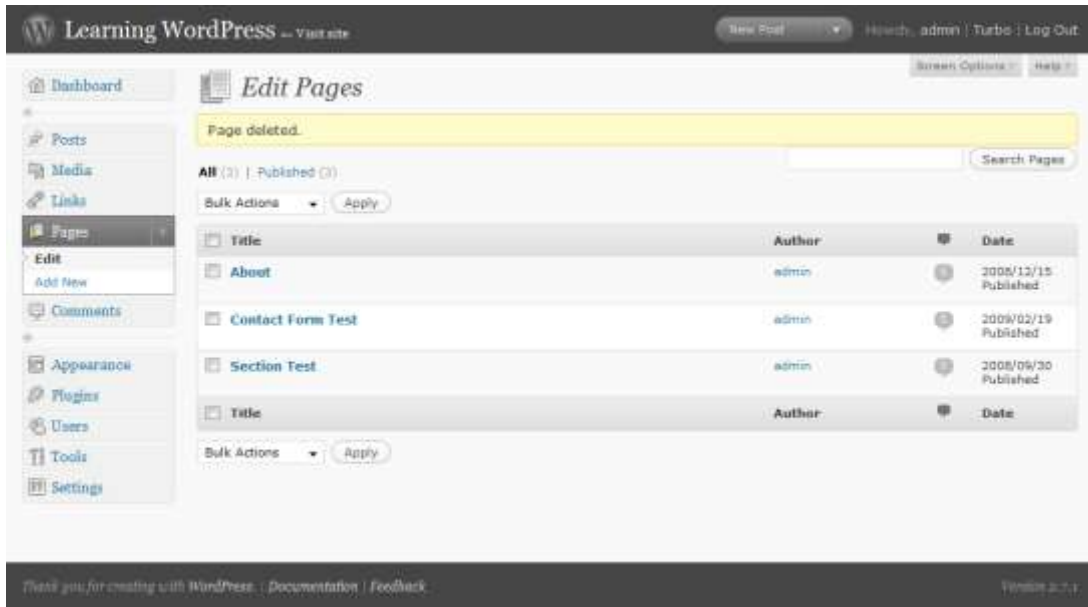 Learning WordPress — Visit site
New Post
Howdy, admin | Turbo | Log Out
Screen Options
Help
Dashboard
Edit Pages
Page deleted.
Posts
Media
Links
Pages
Edit
Add New
Comments
Appearance
Plugins
Users
Tools
Settings
Search Pages
All (3) | Published (3)
Bulk Actions Apply
Title Author Date
About admin 2008/12/15
Published
Contact Form Test admin 2009/02/19
Published
Section Test admin 2008/09/30
Published
Title Author Date
Bulk Actions Apply
Thank you for creating with WordPress. | Documentation | Feedback
Version 2.7.1